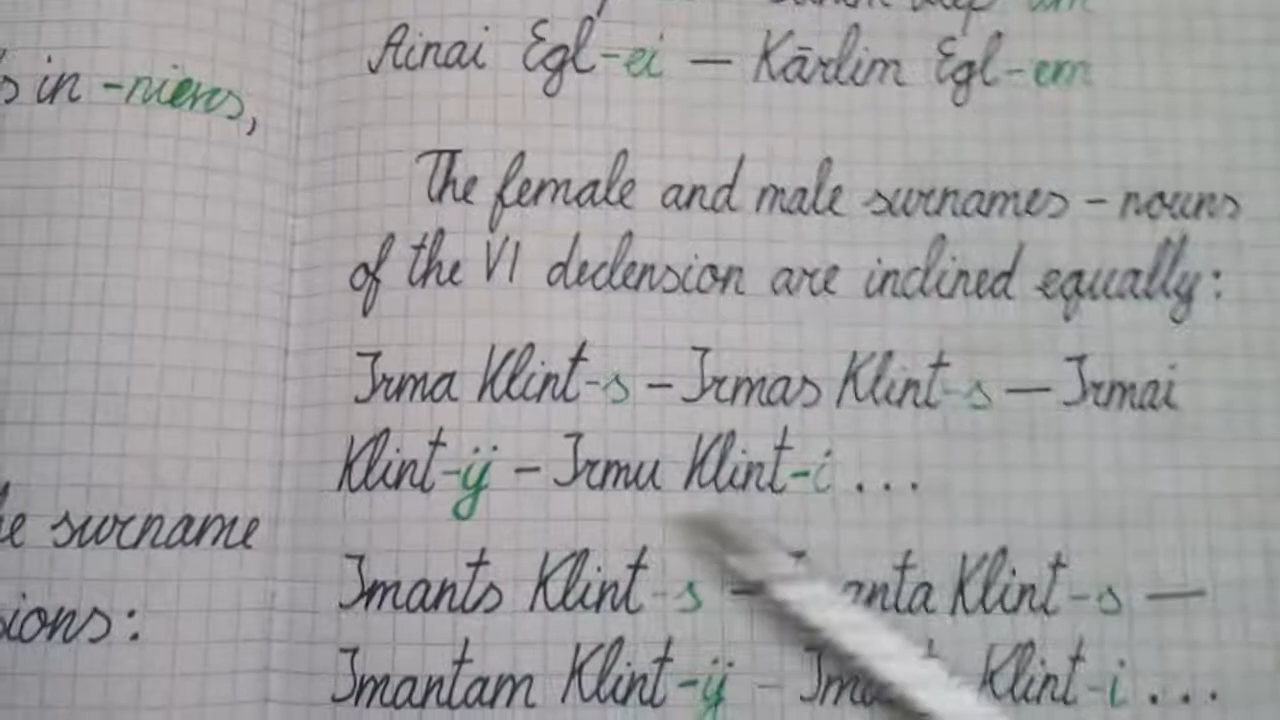 s in -nieres,
e surname
ions:
Ainai Egl-ei — Kārlim Egl-em
The female and male surnames - nouns
of the VI declension are inclined equally:
Irma Klint-s - Irmas Klint-s — Irmai
Klint-ij - Irmu Klint-i ...
Imants Klint-s - Klint-s —
Imantam Klint-ij - Klint-i ...